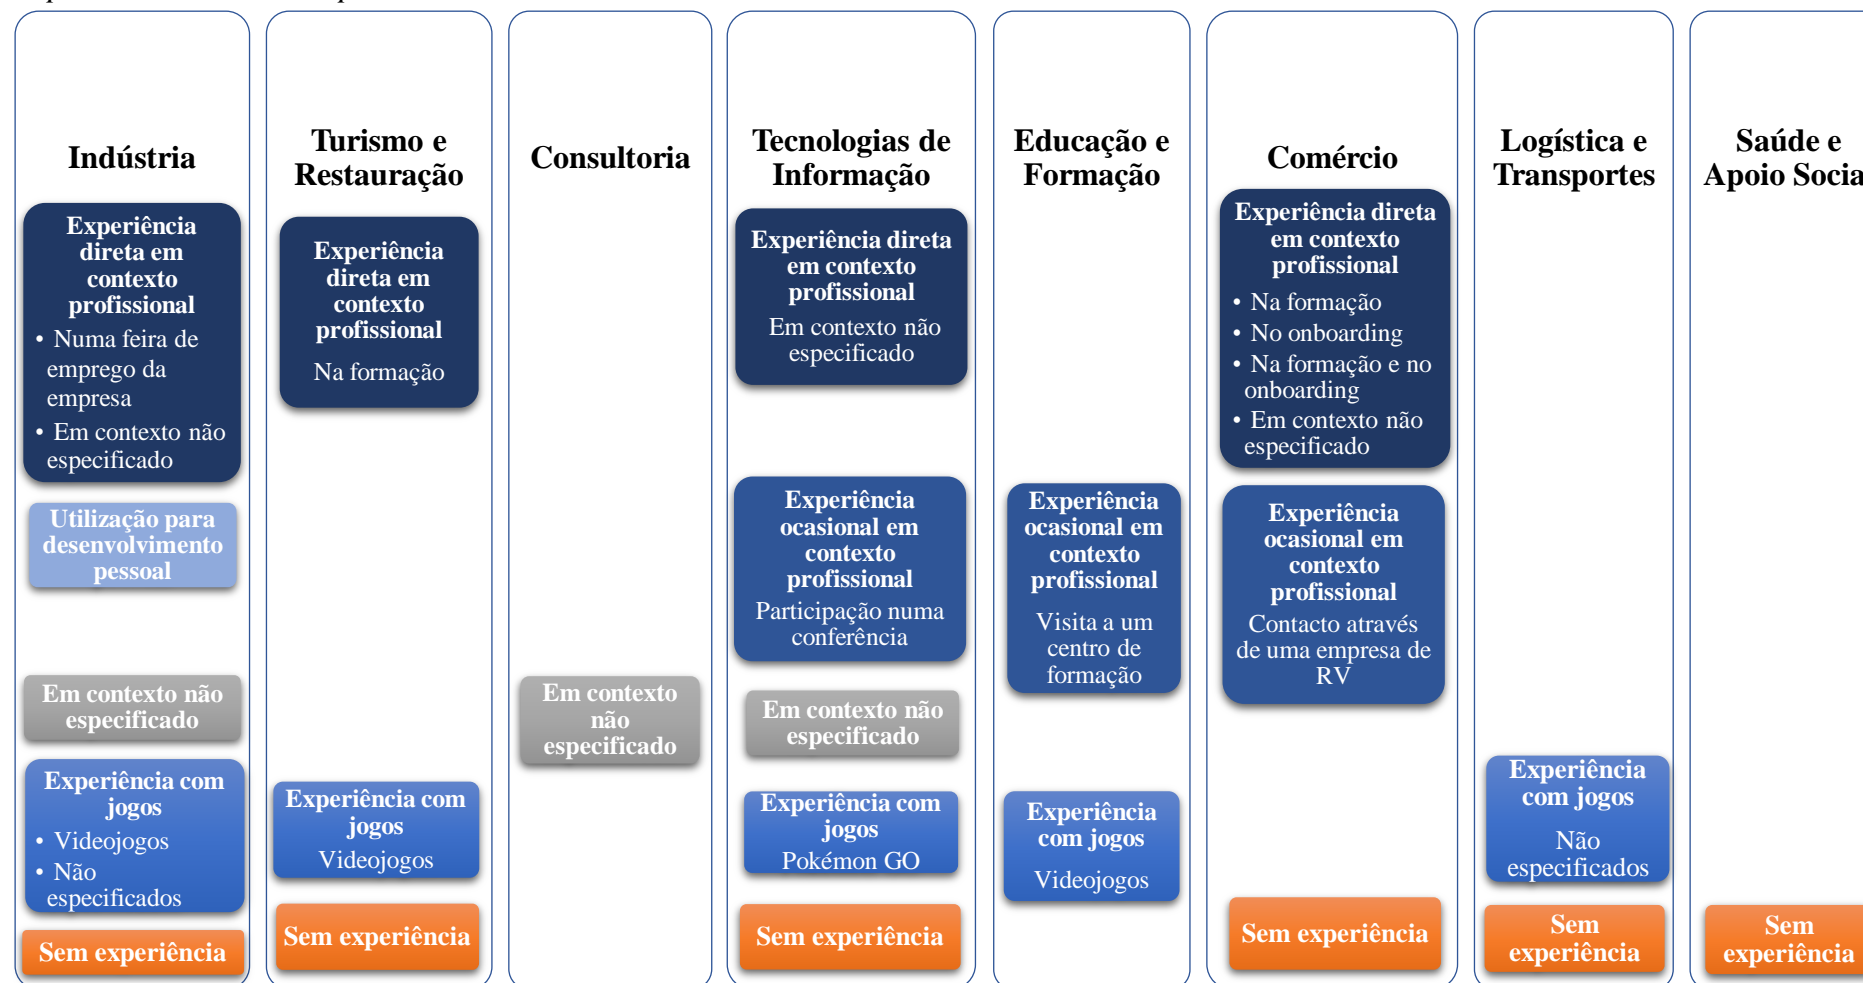 Indústria
Experiência
direta em
contexto
profissional
• Numa feira de
emprego da
empresa
• Em contexto não
especificado
Utilização para
desenvolvimento
pessoal
Em contexto não
especificado
Experiência com
jogos
• Videojogos
• Não
especificados
Sem experiência
Turismo e
Restauração
Experiência
direta em
contexto
profissional
Na formação
Experiência com
jogos
Videojogos
Sem experiência
Consultoria
Em contexto
não
especificado
Tecnologias de
Informação
Experiência direta
em contexto
profissional
Em contexto não
especificado
Experiência
ocasional em
contexto
profissional
Participação numa
conferência
Em contexto não
especificado
Experiência com
jogos
Pokémon GO
Sem experiência
Educação e
Formação
Experiência
ocasional em
contexto
profissional
Visita a um
centro de
formação
Experiência
com jogos
Videojogos
Comércio
Experiência direta
em contexto
profissional
• Na formação
• No onboarding
• Na formação e no
onboarding
• Em contexto não
especificado
Experiência
ocasional em
contexto
profissional
Contacto através
de uma empresa de
RV
Sem experiência
Logística e
Transportes
Experiência
com jogos
Não
especificados
Sem
experiência
Saúde e
Apoio Socia
Sem
experiência